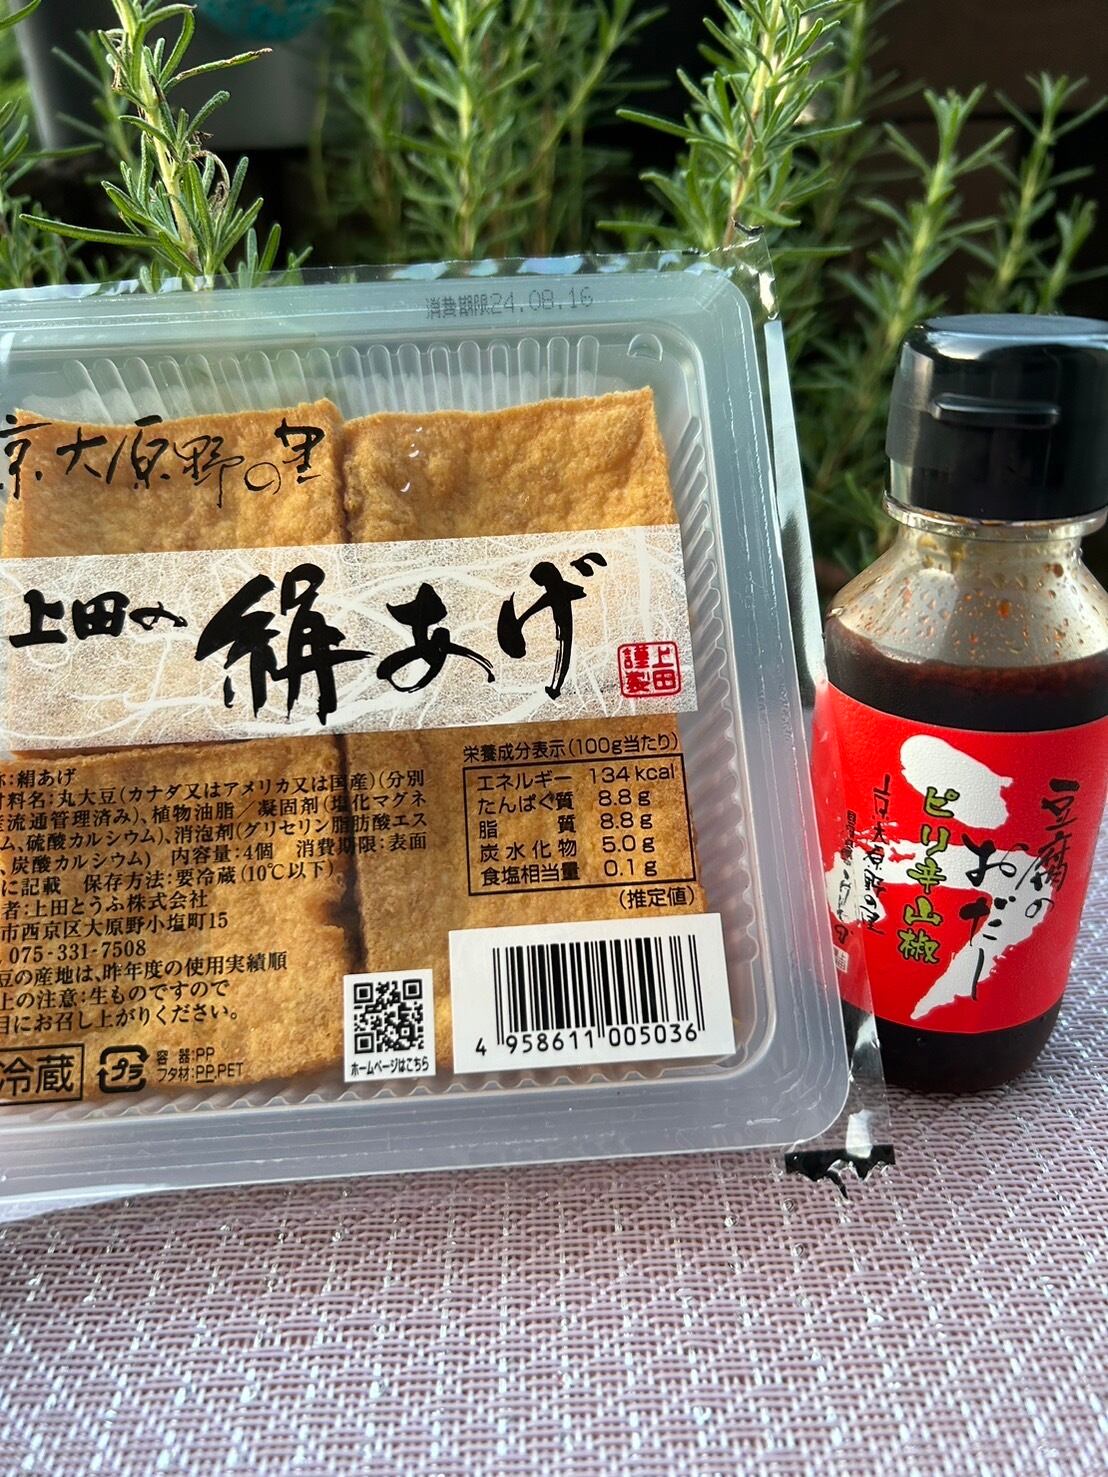 消費期限24.08.16
京 大原野の里
上田の 絹あげ
上田謹製
称:絹あげ
材料名:丸大豆(カナダ又はアメリカ又は国産)(分別
産流通管理済み)、植物油脂/凝固剤(塩化マグネ
ム、硫酸カルシウム)、消泡剤(グリセリン脂肪酸エス
、炭酸カルシウム) 内容量:4個 消費期限:表面
に記載 保存方法:要冷蔵(10℃以下)
者:上田とうふ株式会社
市西京区大原野小塩町15
075-331-7508
豆の産地は、昨年度の使用実績順
上の注意:生ものですので
目にお召し上がりください。
冷蔵
プラ
容 器:PP
フタ材:PP,PET
栄養成分表示(100g当たり)
エネルギー 134kcal
たんぱく質 8.8g
脂質 8.8g
炭水化物 5.0g
食塩相当量 0.1g
(推定値)
ホームページはこちら
4 958611 005036
豆腐の
おだし
ピリ辛山椒
京大原野の里